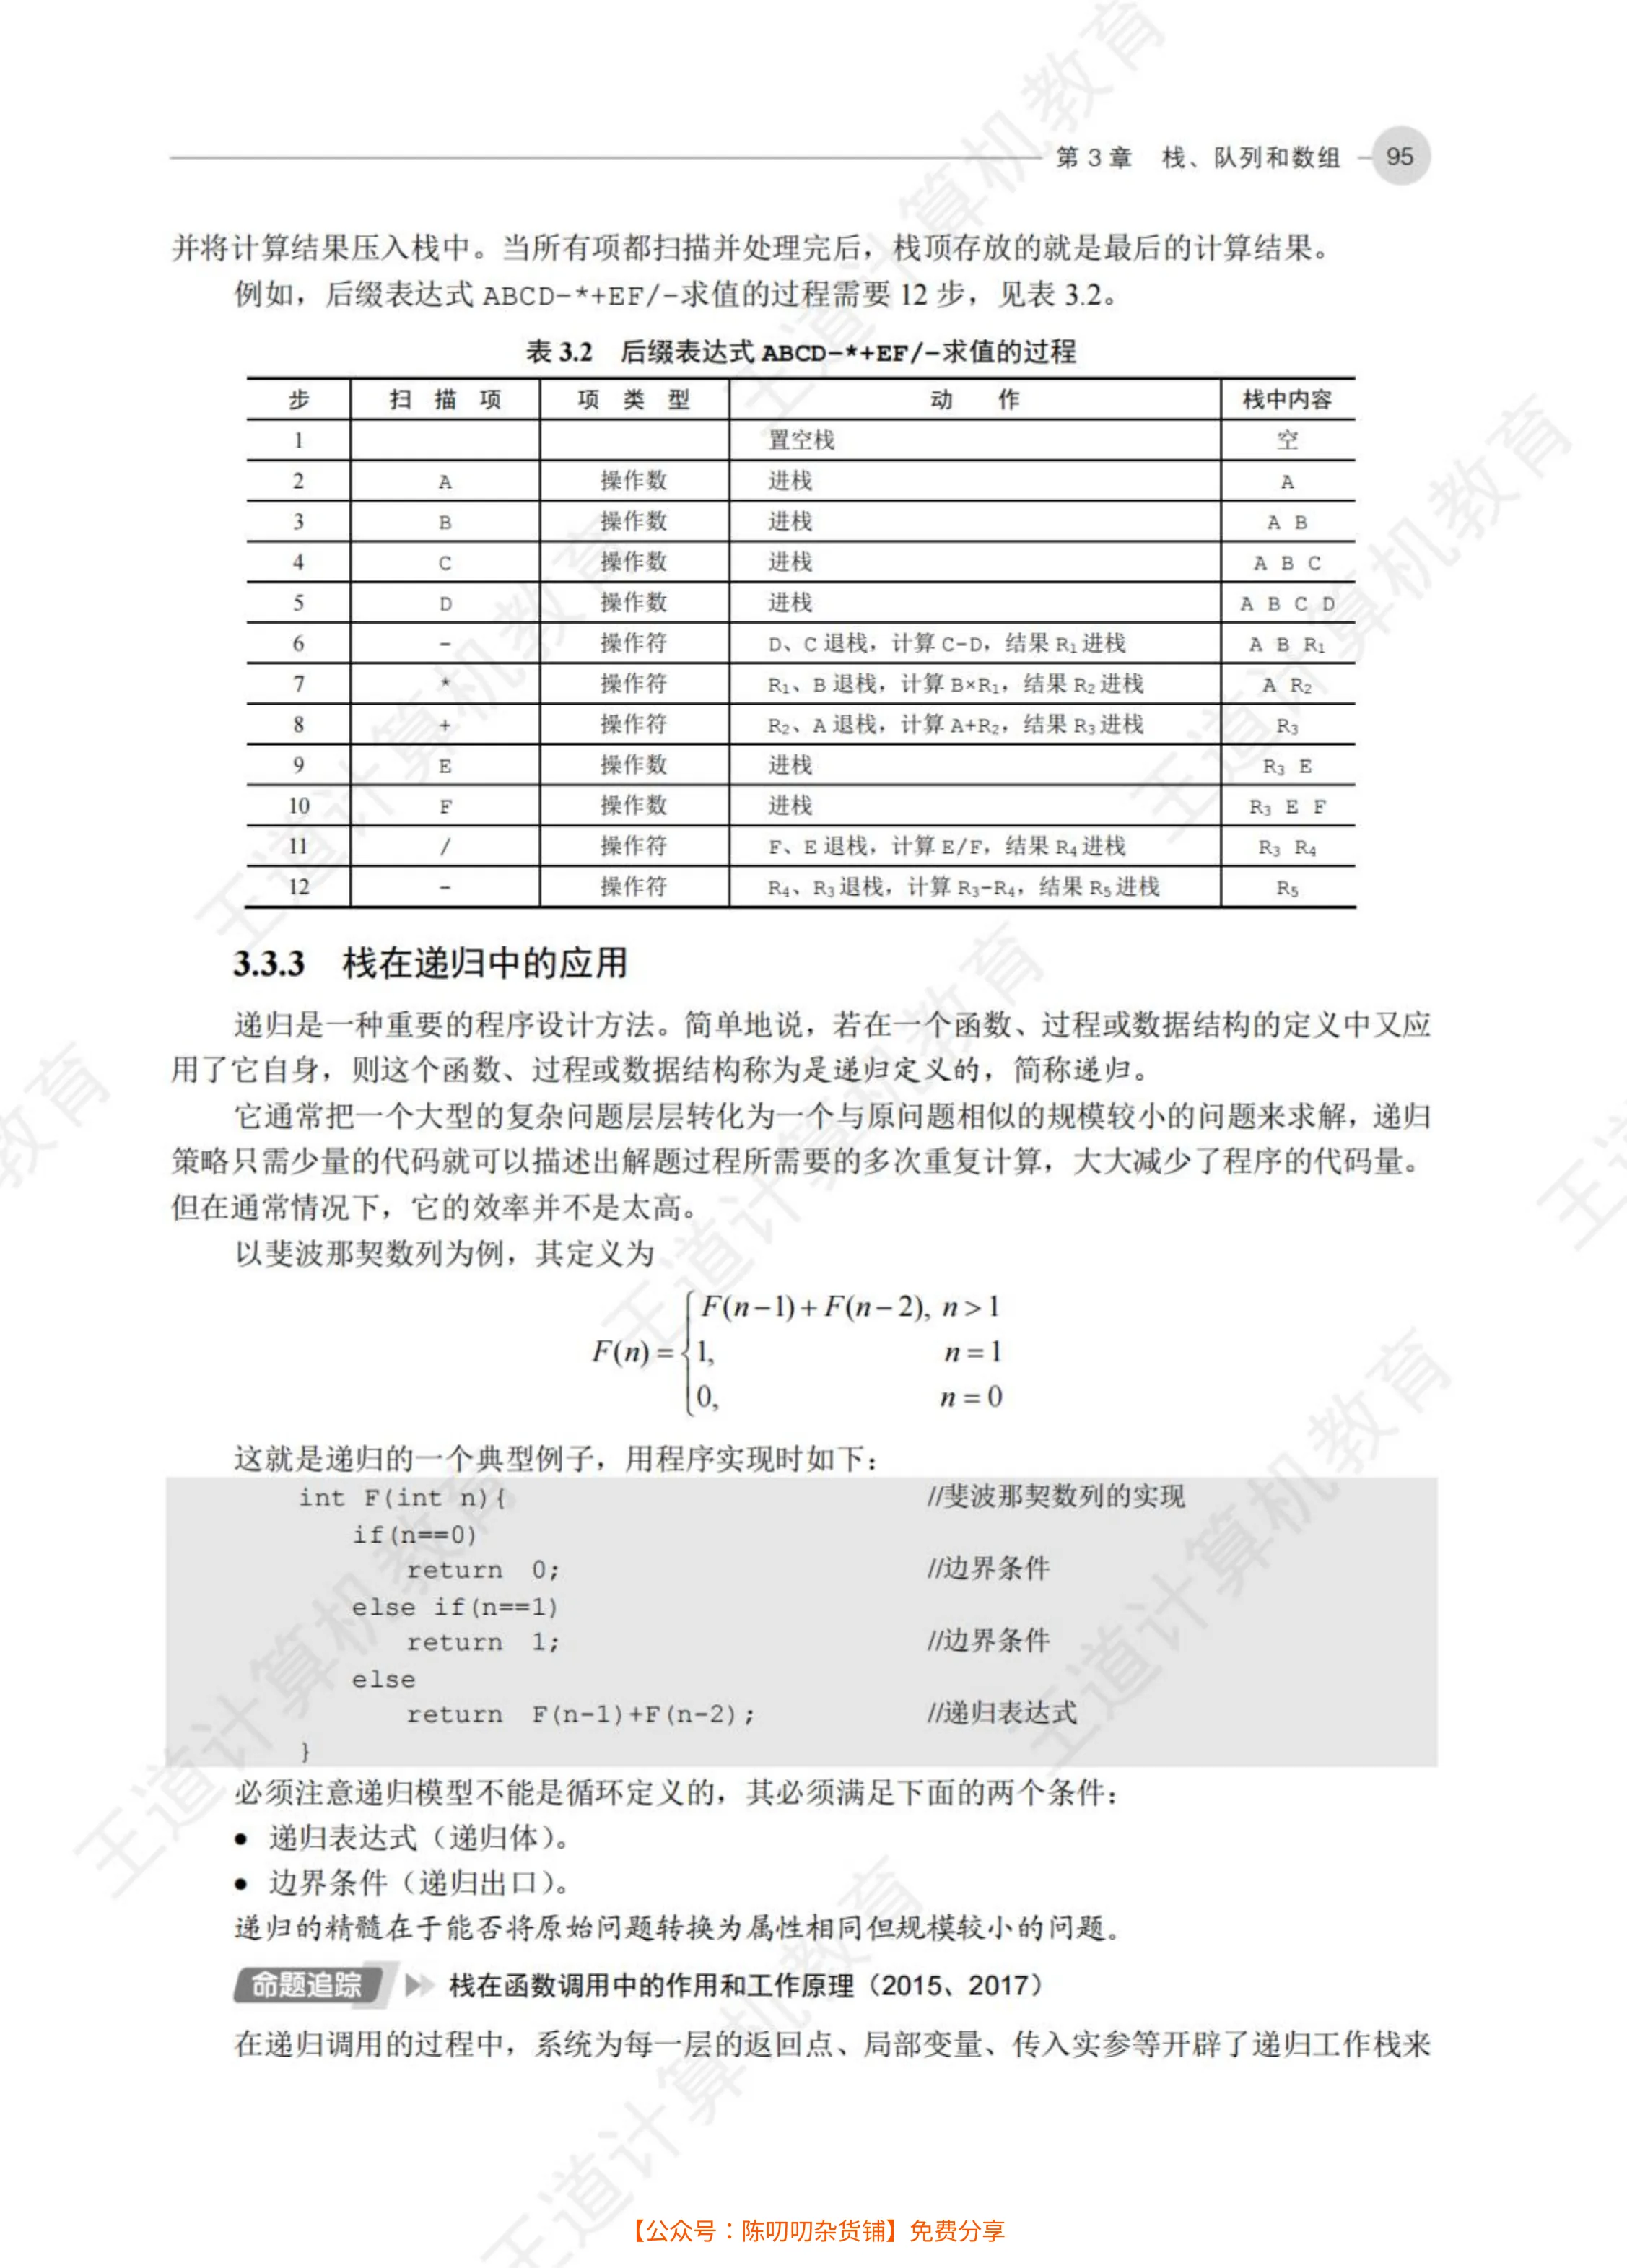 第 3 章 栈、队列和数组 95
并将计算结果压入栈中。当所有项都扫描并处理完后，栈顶存放的就是最后的计算结果。
例如，后缀表达式 ABCD-*+EF/-求值的过程需要 12 步，见表 3.2。
表 3.2 后缀表达式 ABCD-*+EF/-求值的过程
步 扫 描 项 项 类 型 动 作 栈中内容
1 置空栈 空
2 A 操作数 进栈 A
3 B 操作数 进栈 A B
4 C 操作数 进栈 A B C
5 D 操作数 进栈 A B C D
6 - 操作符 D、C 退栈，计算 C-D，结果 R₁ 进栈 A B R₁
7 * 操作符 R₁、B 退栈，计算 B×R₁，结果 R₂ 进栈 A R₂
8 + 操作符 R₂、A 退栈，计算 A+R₂，结果 R₃ 进栈 R₃
9 E 操作数 进栈 R₃ E
10 F 操作数 进栈 R₃ E F
11 / 操作符 F、E 退栈，计算 E/F，结果 R₄ 进栈 R₃ R₄
12 - 操作符 R₄、R₃ 退栈，计算 R₃-R₄，结果 R₅ 进栈 R₅
3.3.3 栈在递归中的应用
递归是一种重要的程序设计方法。简单地说，若在一个函数、过程或数据结构的定义中又应
用了它自身，则这个函数、过程或数据结构称为是递归定义的，简称递归。
它通常把一个大型的复杂问题层层转化为一个与原问题相似的规模较小的问题来求解，递归
策略只需少量的代码就可以描述出解题过程所需要的多次重复计算，大大减少了程序的代码量。
但在通常情况下，它的效率并不是太高。
以斐波那契数列为例，其定义为
F(n-1)+F(n-2), n>1
F(n)= { 1, n=1
0, n=0
这就是递归的一个典型例子，用程序实现时如下：
int F(int n){ //斐波那契数列的实现
if(n==0)
return 0; //边界条件
else if(n==1)
return 1; //边界条件
else
return F(n-1)+F(n-2); //递归表达式
}
必须注意递归模型不能是循环定义的，其必须满足下面的两个条件：
● 递归表达式（递归体）。
● 边界条件（递归出口）。
递归的精髓在于能否将原始问题转换为属性相同但规模较小的问题。
命题追踪 栈在函数调用中的作用和工作原理（2015、2017）
在递归调用的过程中，系统为每一层的返回点、局部变量、传入实参等开辟了递归工作栈来
【公众号：陈叨叨杂货铺】免费分享
王道计算机教育